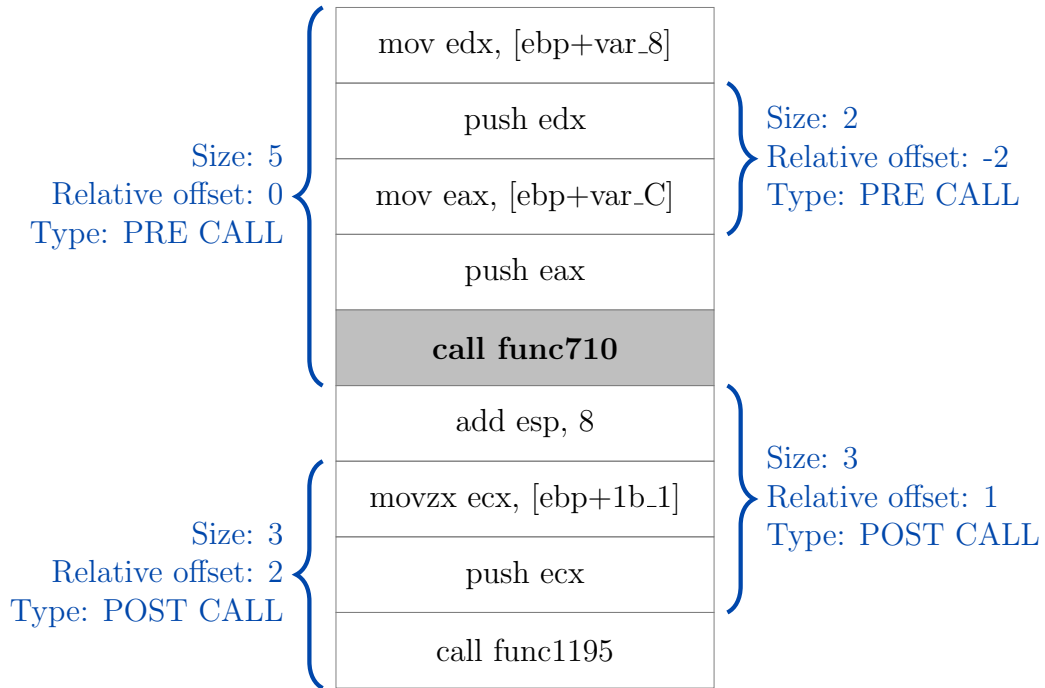 mov edx, [ebp+var_8]
push edx
mov eax, [ebp+var_C]
push eax
call func710
add esp, 8
movzx ecx, [ebp+1b_1]
push ecx
call func1195
Size: 5
Relative offset: 0
Type: PRE CALL
Size: 2
Relative offset: -2
Type: PRE CALL
Size: 3
Relative offset: 1
Type: POST CALL
Size: 3
Relative offset: 2
Type: POST CALL